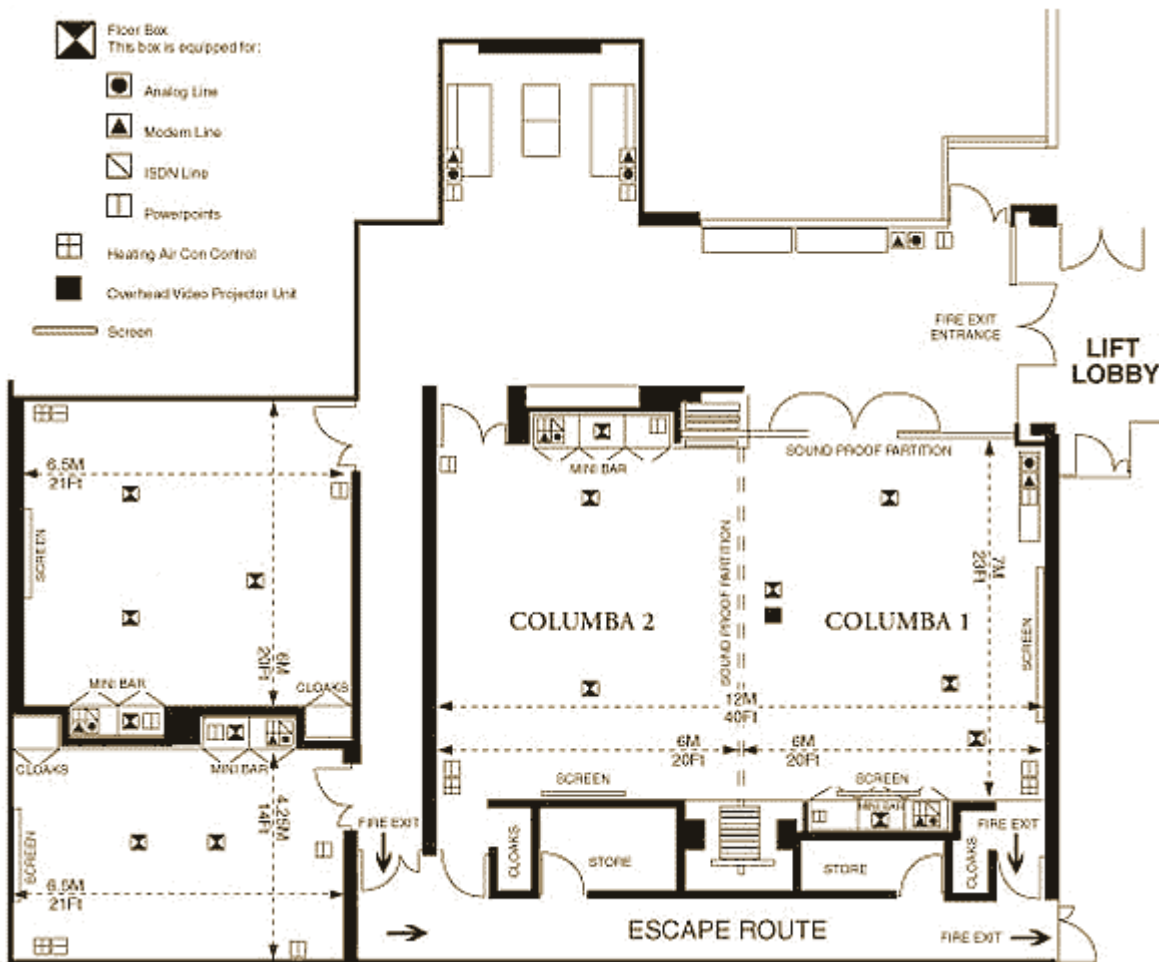 Floor Box
This box is equipped for:
Analog Line
Modem Line
ISDN Line
Powerpoints
Heating Air Con Control
Overhead Video Projector Unit
Screen
FIRE EXIT
ENTRANCE
LIFT
LOBBY
6.5M
21Ft
SCREEN
6M
20Ft
MINI BAR
CLOAKS
MINI BAR
SOUND PROOF PARTITION
SOUND PROOF PARTITION
7M
23Ft
COLUMBA 2
COLUMBA 1
SCREEN
12M
40Ft
6M
20Ft
6M
20Ft
SCREEN
SCREEN
MINI BAR
CLOAKS
MINI BAR
4.25M
14Ft
SCREEN
6.5M
21Ft
FIRE EXIT
CLOAKS
STORE
STORE
CLOAKS
FIRE EXIT
ESCAPE ROUTE
FIRE EXIT